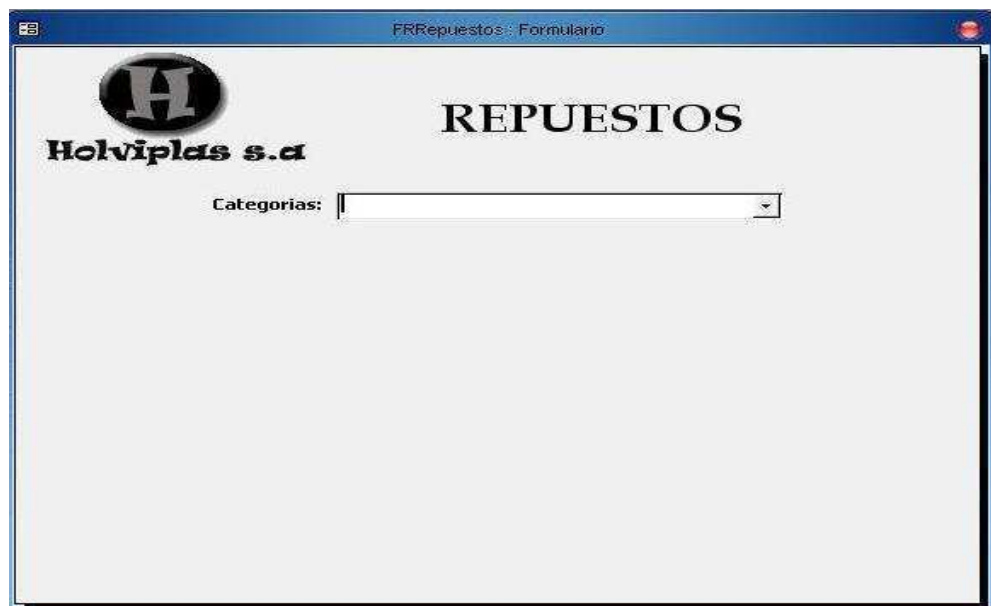 FRRepuestos : Formulario
H
Holviplas s.a
REPUESTOS
Categorias: